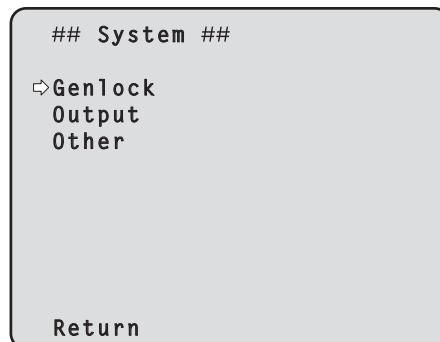 ## System ##
⇨Genlock
Output
Other
Return